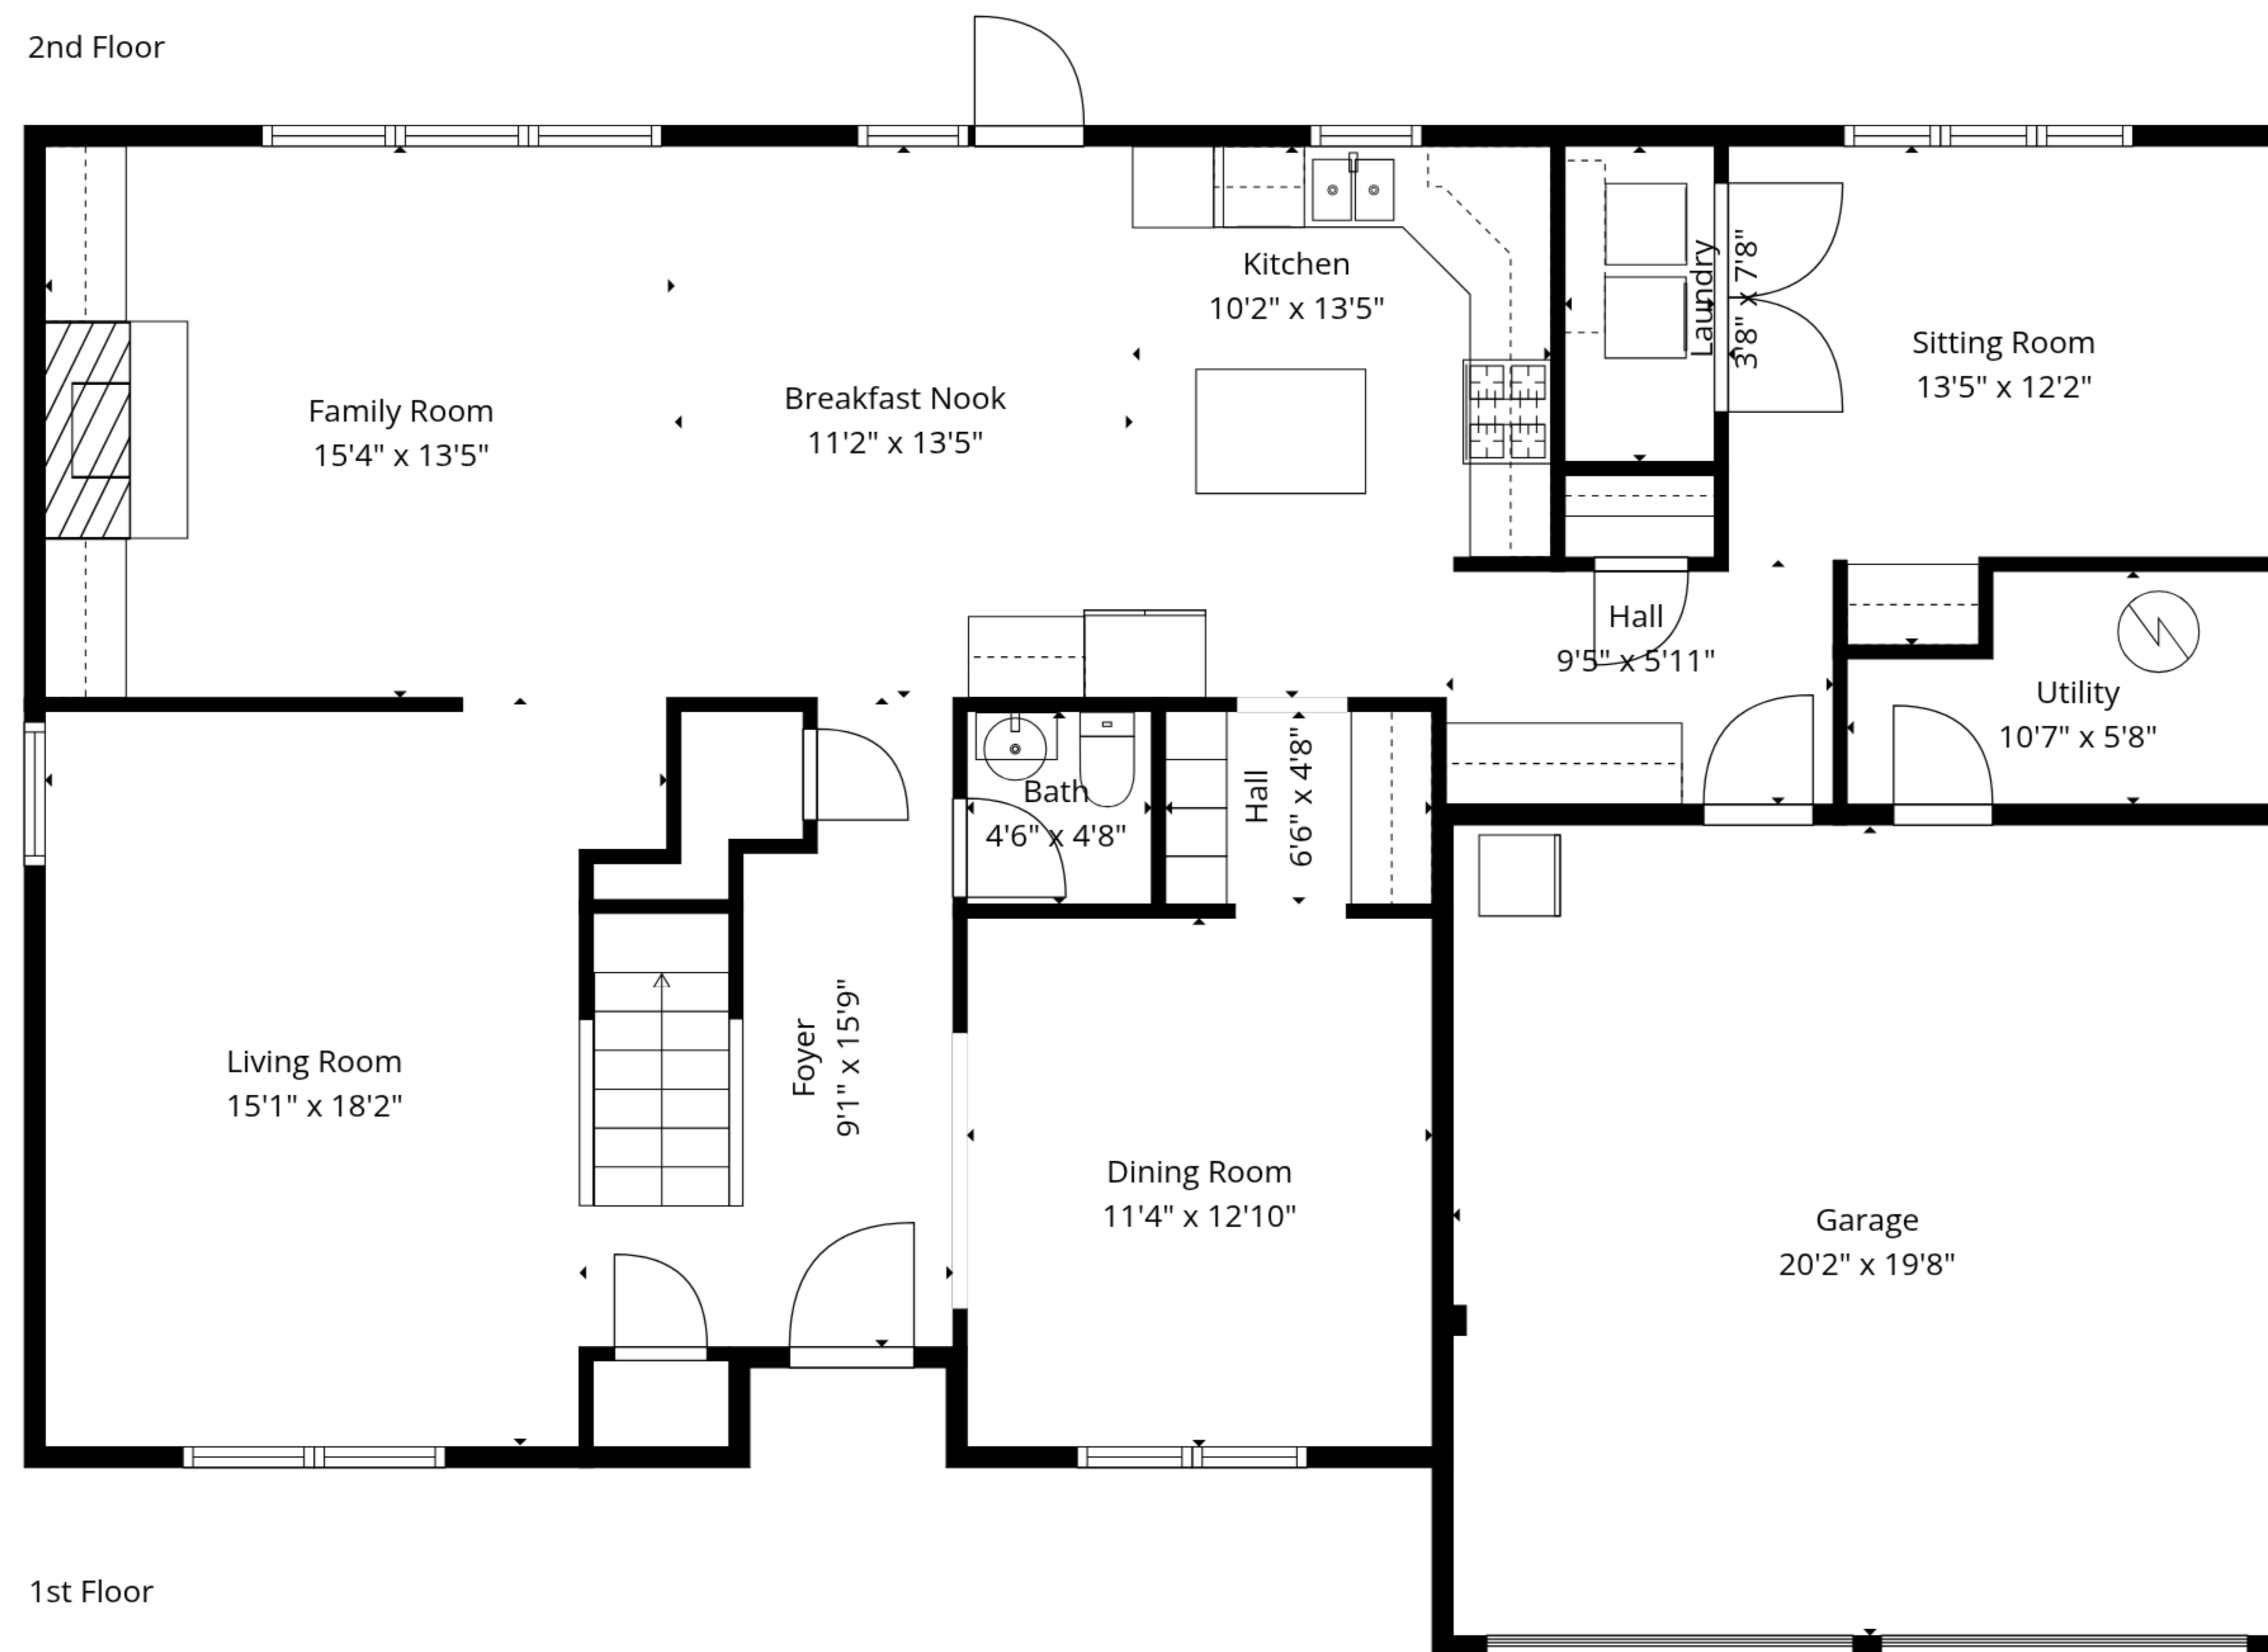 2nd Floor
Kitchen
10'2" x 13'5"
Laundry
3'8" x 7'8"
Sitting Room
13'5" x 12'2"
Family Room
15'4" x 13'5"
Breakfast Nook
11'2" x 13'5"
Hall
9'5" x 5'11"
Utility
10'7" x 5'8"
Bath
4'6" x 4'8"
Hall
6'6" x 4'8"
Living Room
15'1" x 18'2"
Foyer
9'1" x 15'9"
Dining Room
11'4" x 12'10"
Garage
20'2" x 19'8"
1st Floor